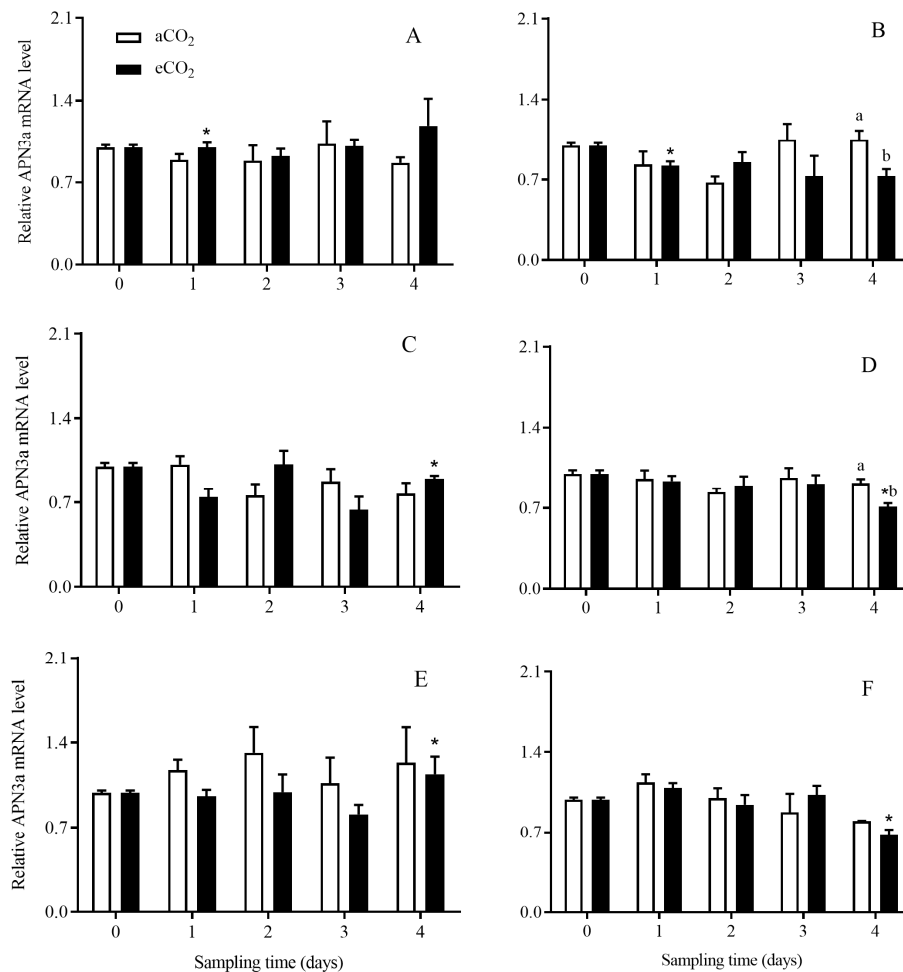 A
aCO2
eCO2
Relative APN3a mRNA level
2.1
1.4
0.7
0.0
*
0 1 2 3 4
B
2.1
1.4
0.7
0.0
*
a
b
0 1 2 3 4
C
Relative APN3a mRNA level
2.1
1.4
0.7
0.0
*
0 1 2 3 4
D
2.1
1.4
0.7
0.0
a
*b
0 1 2 3 4
E
Relative APN3a mRNA level
2.1
1.4
0.7
0.0
*
0 1 2 3 4
Sampling time (days)
F
2.1
1.4
0.7
0.0
*
0 1 2 3 4
Sampling time (days)